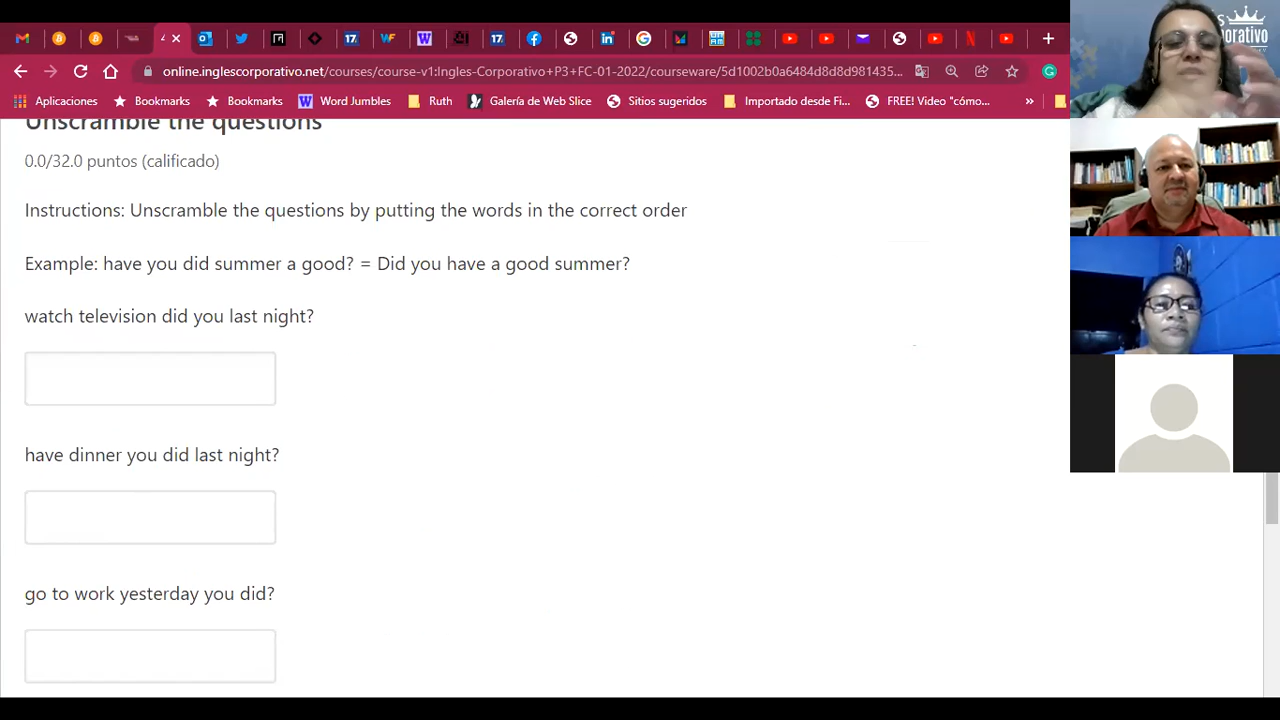 online.inglescorporativo.net/courses/course-v1:Ingles-Corporativo+P3+FC-01-2022/courseware/5d1002b0a6484d8d8d981435...
Aplicaciones Bookmarks Bookmarks Word Jumbles Ruth Galería de Web Slice Sitios sugeridos Importado desde Fi... FREE! Video "cómo... »
Unscramble the questions
0.0/32.0 puntos (calificado)
Instructions: Unscramble the questions by putting the words in the correct order
Example: have you did summer a good? = Did you have a good summer?
watch television did you last night?
have dinner you did last night?
go to work yesterday you did?